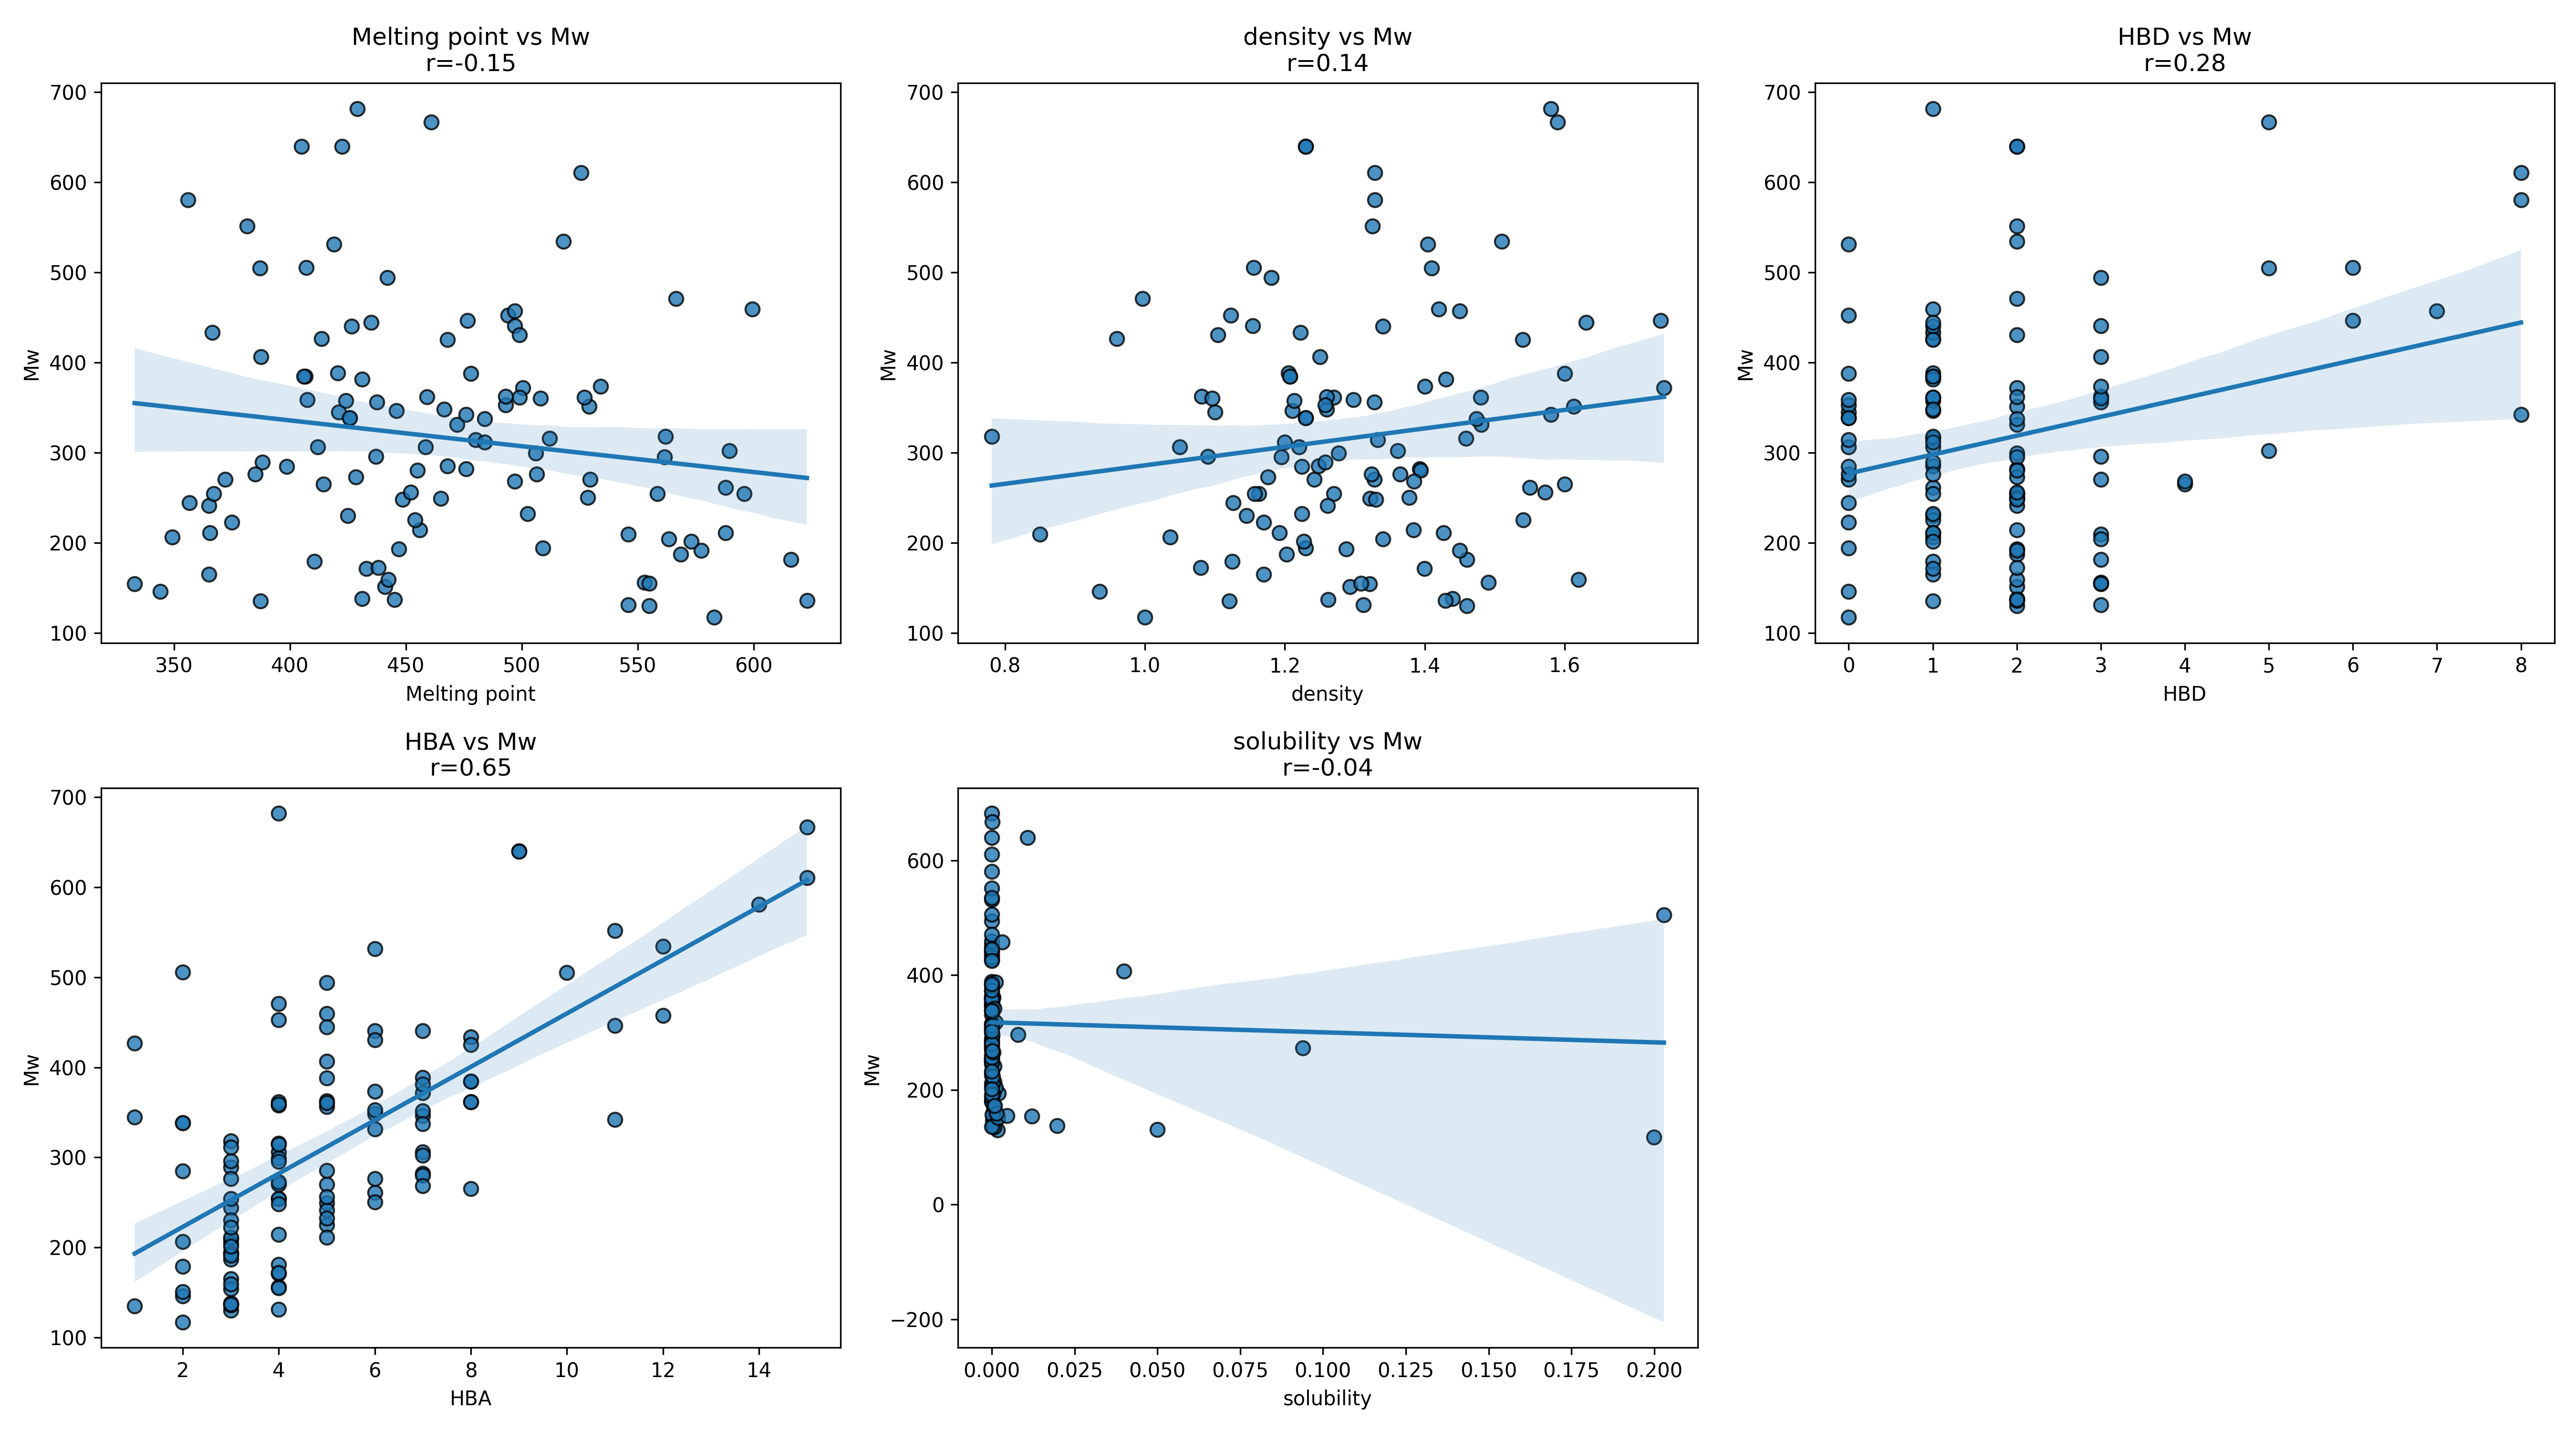 Melting point vs Mw
r=-0.15
700
600
500
400
300
200
100
Mw
350 400 450 500 550 600
Melting point
density vs Mw
r=0.14
700
600
500
400
300
200
100
Mw
0.8 1.0 1.2 1.4 1.6
density
HBD vs Mw
r=0.28
700
600
500
400
300
200
100
Mw
0 1 2 3 4 5 6 7 8
HBD
HBA vs Mw
r=0.65
700
600
500
400
300
200
100
Mw
2 4 6 8 10 12 14
HBA
solubility vs Mw
r=-0.04
600
400
200
0
−200
Mw
0.000 0.025 0.050 0.075 0.100 0.125 0.150 0.175 0.200
solubility